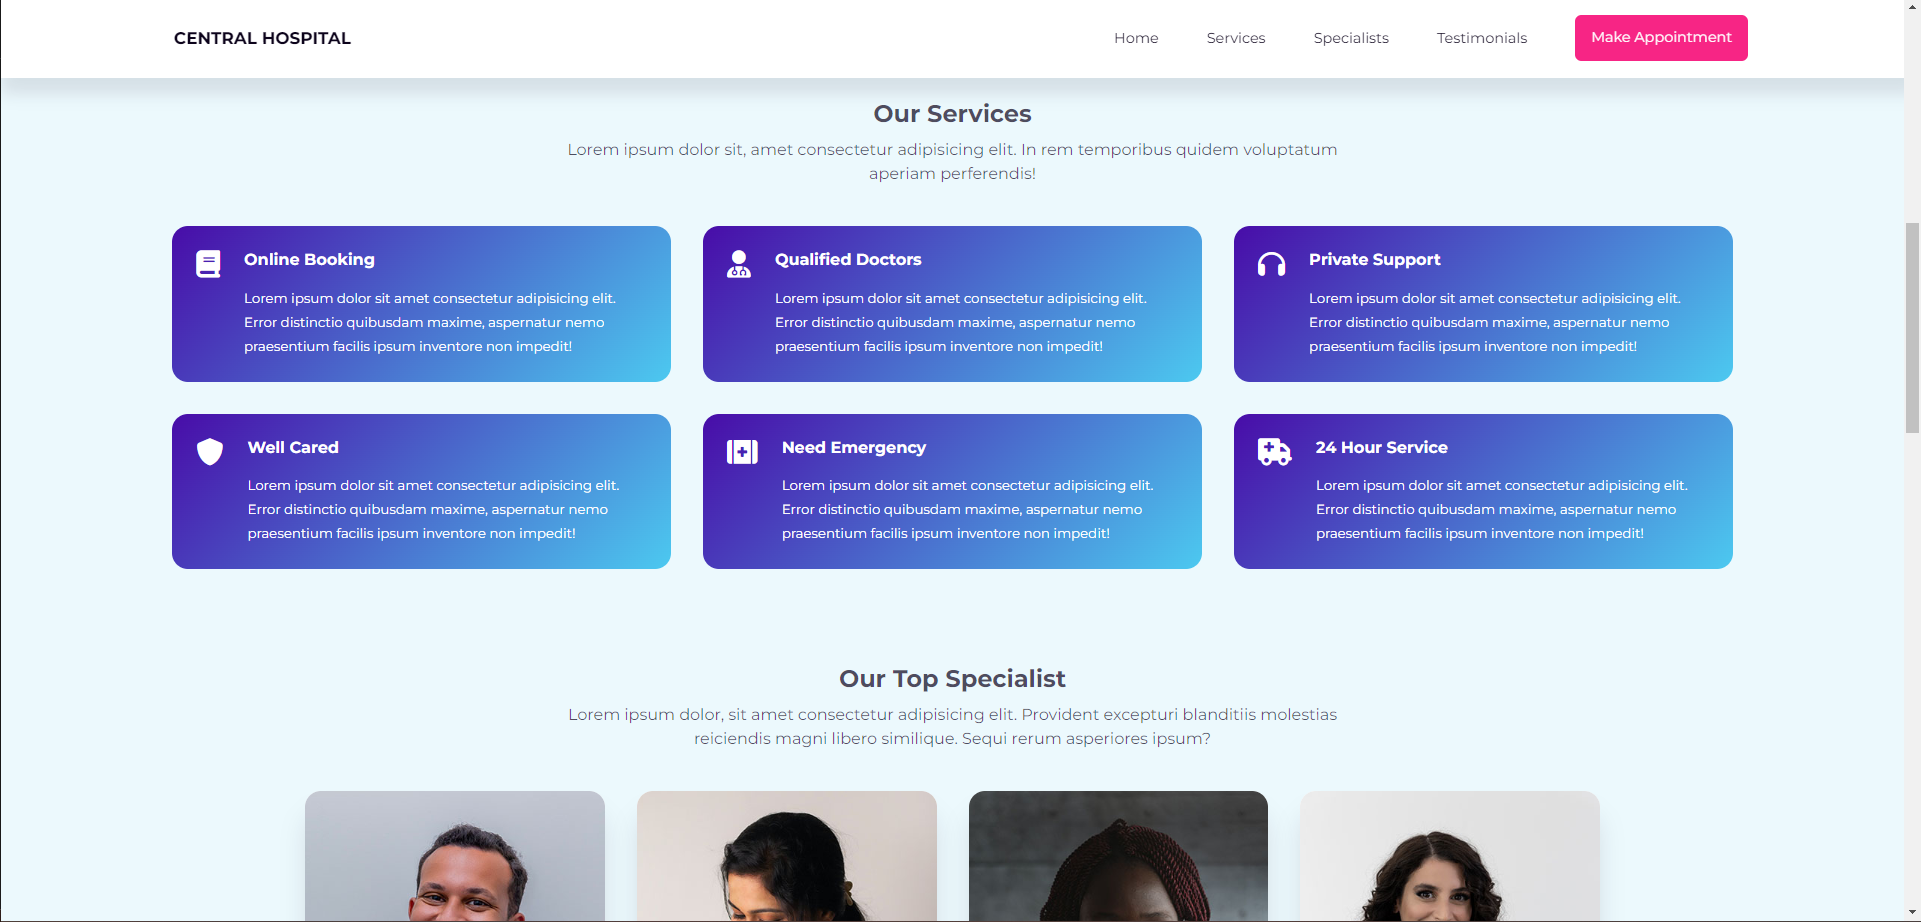 CENTRAL HOSPITAL
Home
Services
Specialists
Testimonials
Make Appointment
Our Services
Lorem ipsum dolor sit, amet consectetur adipisicing elit. In rem temporibus quidem voluptatum
aperiam perferendis!
Online Booking
Lorem ipsum dolor sit amet consectetur adipisicing elit.
Error distinctio quibusdam maxime, aspernatur nemo
praesentium facilis ipsum inventore non impedit!
Qualified Doctors
Lorem ipsum dolor sit amet consectetur adipisicing elit.
Error distinctio quibusdam maxime, aspernatur nemo
praesentium facilis ipsum inventore non impedit!
Private Support
Lorem ipsum dolor sit amet consectetur adipisicing elit.
Error distinctio quibusdam maxime, aspernatur nemo
praesentium facilis ipsum inventore non impedit!
Well Cared
Lorem ipsum dolor sit amet consectetur adipisicing elit.
Error distinctio quibusdam maxime, aspernatur nemo
praesentium facilis ipsum inventore non impedit!
Need Emergency
Lorem ipsum dolor sit amet consectetur adipisicing elit.
Error distinctio quibusdam maxime, aspernatur nemo
praesentium facilis ipsum inventore non impedit!
24 Hour Service
Lorem ipsum dolor sit amet consectetur adipisicing elit.
Error distinctio quibusdam maxime, aspernatur nemo
praesentium facilis ipsum inventore non impedit!
Our Top Specialist
Lorem ipsum dolor, sit amet consectetur adipisicing elit. Provident excepturi blanditiis molestias
reiciendis magni libero similique. Sequi rerum asperiores ipsum?